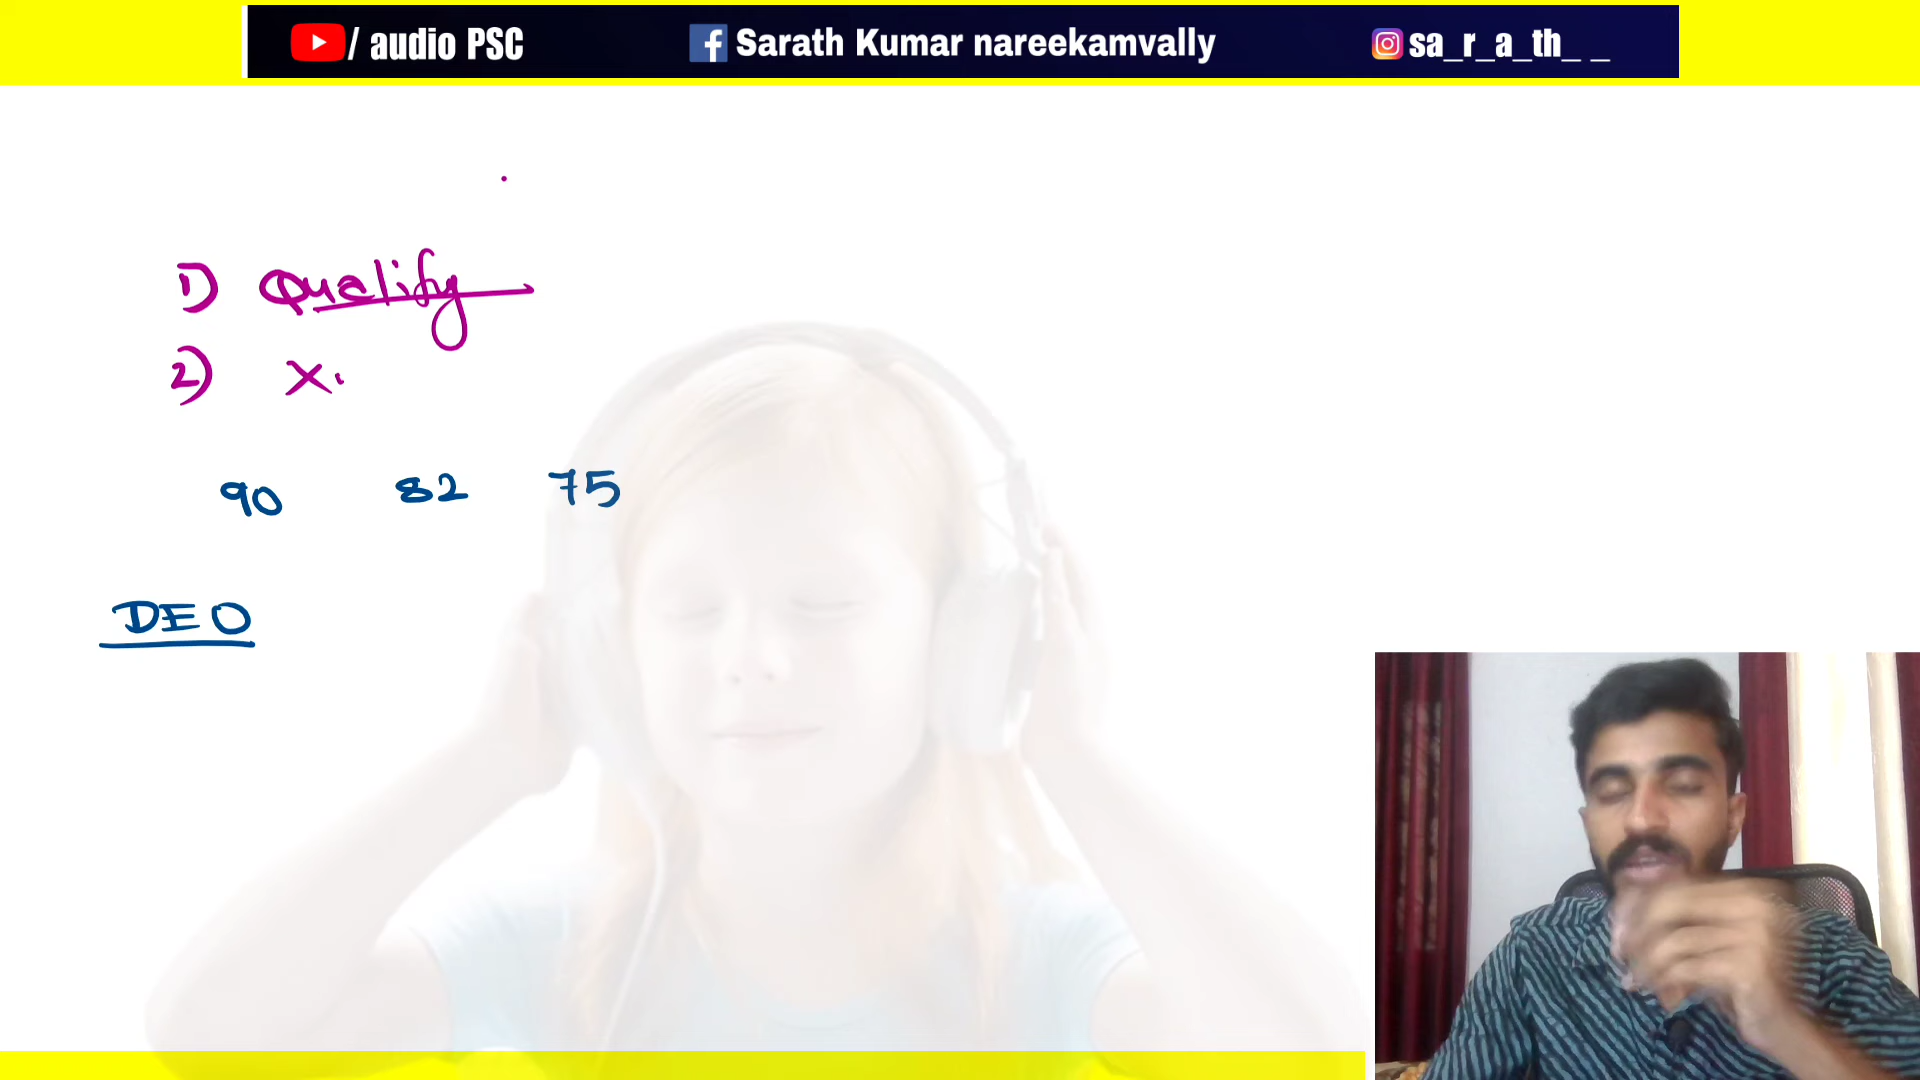 / audio PSC Sarath Kumar nareekamvally sa_r_a_th_ _
1) Qualify
2) X
90 82 75
DEO